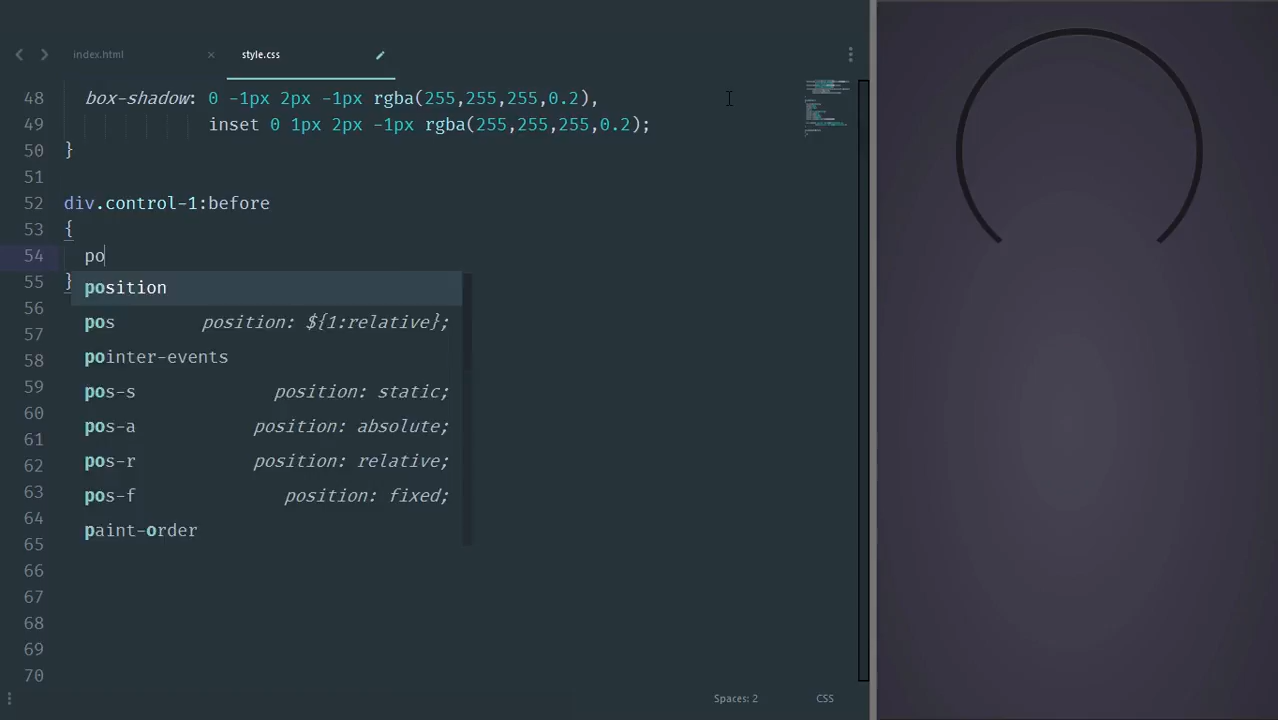 index.html × style.css
48 box-shadow: 0 -1px 2px -1px rgba(255,255,255,0.2),
49 inset 0 1px 2px -1px rgba(255,255,255,0.2);
50 }
51
52 div.control-1:before
53 {
54 po
55 }
position
56
pos position: ${1:relative};
57
58 pointer-events
59 pos-s position: static;
60
pos-a position: absolute;
61
62 pos-r position: relative;
63 pos-f position: fixed;
64
paint-order
65
66
67
68
69
70
Spaces: 2 CSS